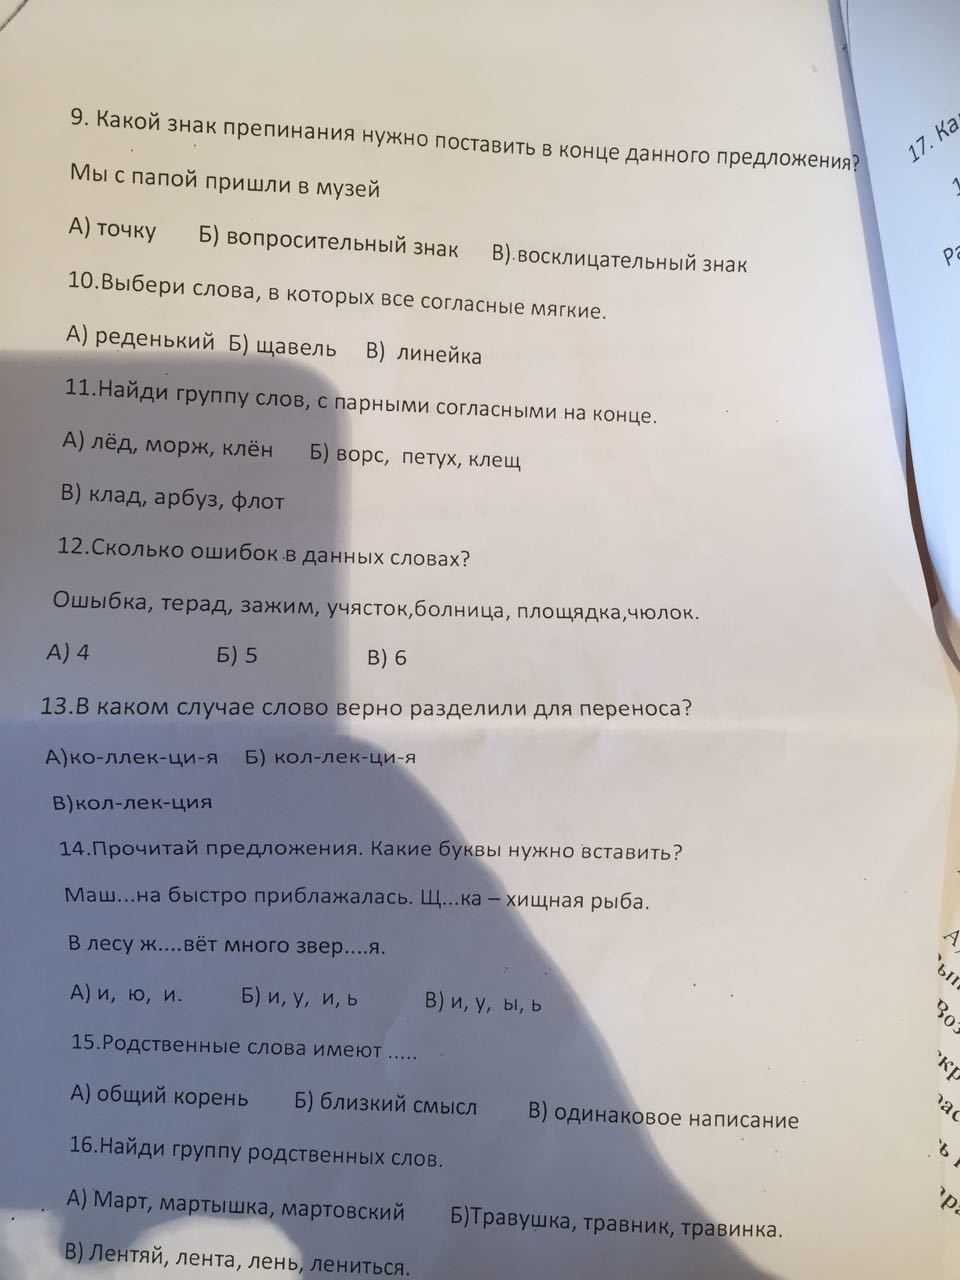 9. Какой знак препинания нужно поставить в конце данного предложения?
Мы с папой пришли в музей
А) точку Б) вопросительный знак В).восклицательный знак
10.Выбери слова, в которых все согласные мягкие.
А) реденький Б) щавель В) линейка
11.Найди группу слов, с парными согласными на конце.
А) лёд, морж, клён Б) ворс, петух, клещ
В) клад, арбуз, флот
12.Сколько ошибок в данных словах?
Ошыбка, терад, зажим, учясток,болница, площядка,чюлок.
А) 4 Б) 5 В) 6
13.В каком случае слово верно разделили для переноса?
А)ко-ллек-ци-я Б) кол-лек-ци-я
В)кол-лек-ция
14.Прочитай предложения. Какие буквы нужно вставить?
Маш...на быстро приближалась. Щ...ка – хищная рыба.
В лесу ж....вёт много звер....я.
А) и, ю, и. Б) и, у, и, ь В) и, у, ы, ь
15.Родственные слова имеют .....
А) общий корень Б) близкий смысл В) одинаковое написание
16.Найди группу родственных слов.
А) Март, мартышка, мартовский Б)Травушка, травник, травинка.
В) Лентяй, лента, лень, лениться.
17. Ка